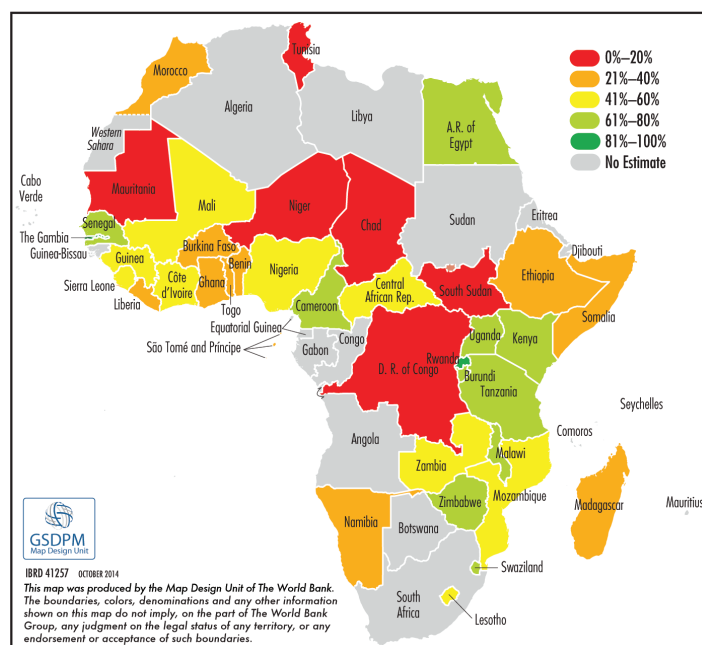 Tunisia
Morocco
Algeria
Libya
A.R. of
Egypt
Western
Sahara
Cabo
Verde
Mauritania
Mali
Niger
Chad
Sudan
Eritrea
Senegal
The Gambia
Guinea-Bissau
Guinea
Burkina Faso
Benin
Nigeria
Djibouti
Sierra Leone
Côte
d'Ivoire
Ghana
Central
African Rep.
South Sudan
Ethiopia
Liberia
Togo
Cameroon
Somalia
Equatorial Guinea
São Tomé and Príncipe
Gabon
Congo
Uganda
Kenya
Rwanda
D. R. of Congo
Burundi
Tanzania
Seychelles
Comoros
Angola
Malawi
Zambia
Mozambique
Zimbabwe
Madagascar
Mauritius
Namibia
Botswana
Swaziland
South
Africa
Lesotho
0%–20%
21%–40%
41%–60%
61%–80%
81%–100%
No Estimate
GSDPM
Map Design Unit
IBRD 41257 OCTOBER 2014
This map was produced by the Map Design Unit of The World Bank.
The boundaries, colors, denominations and any other information
shown on this map do not imply, on the part of The World Bank
Group, any judgment on the legal status of any territory, or any
endorsement or acceptance of such boundaries.